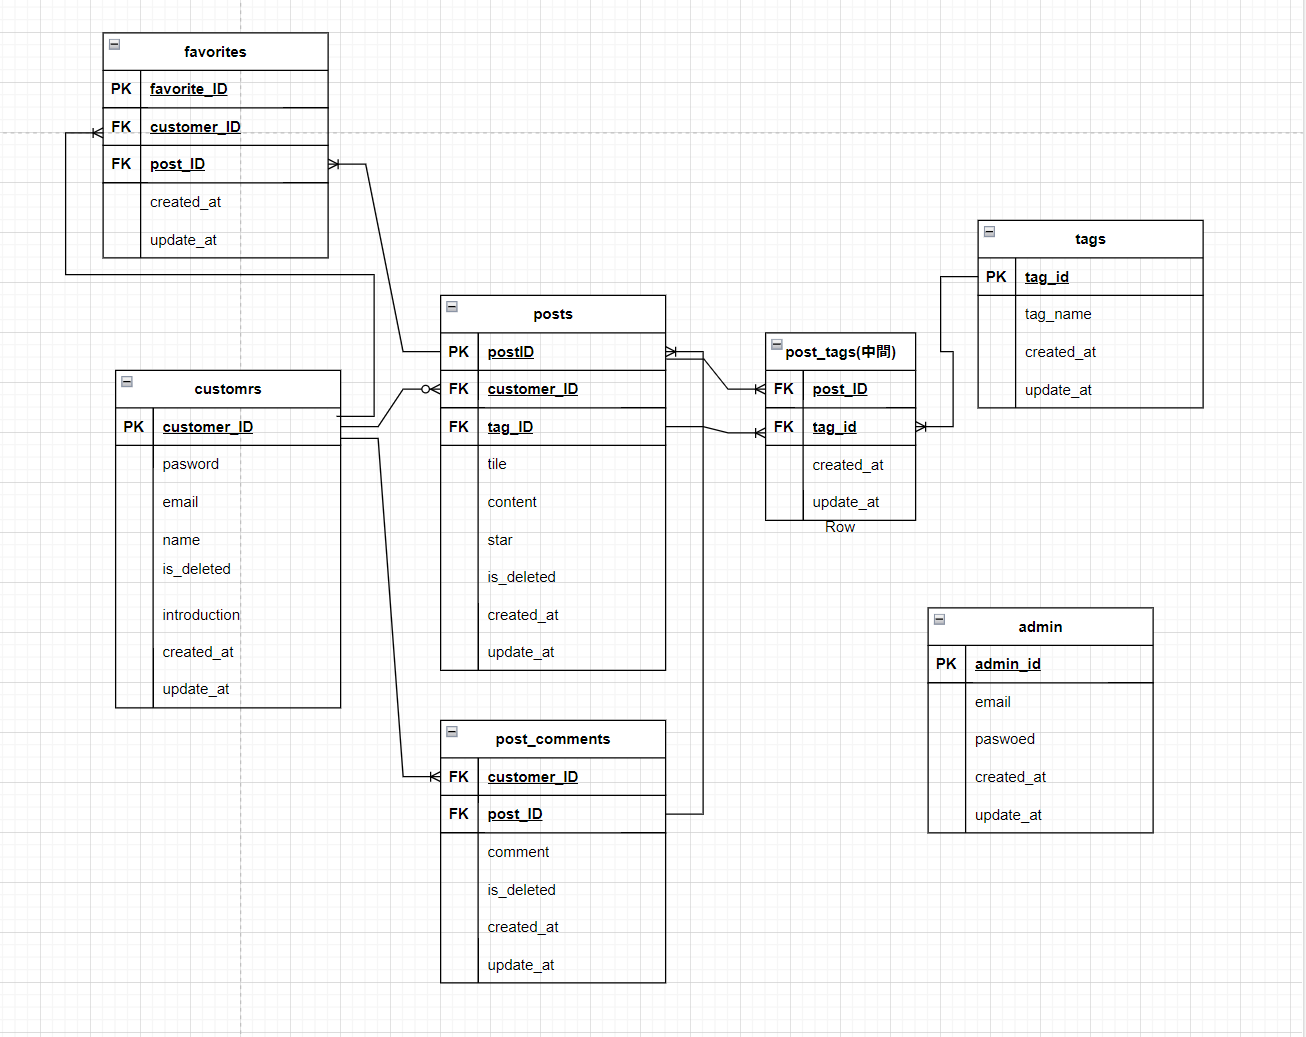 favorites
PK favorite_ID
FK customer_ID
FK post_ID
created_at
update_at
customrs
PK customer_ID
pasword
email
name
is_deleted
introduction
created_at
update_at
posts
PK postID
FK customer_ID
FK tag_ID
tile
content
star
is_deleted
created_at
update_at
post_comments
FK customer_ID
FK post_ID
comment
is_deleted
created_at
update_at
post_tags(中間)
FK post_ID
FK tag_id
created_at
update_at
Row
tags
PK tag_id
tag_name
created_at
update_at
admin
PK admin_id
email
paswoed
created_at
update_at